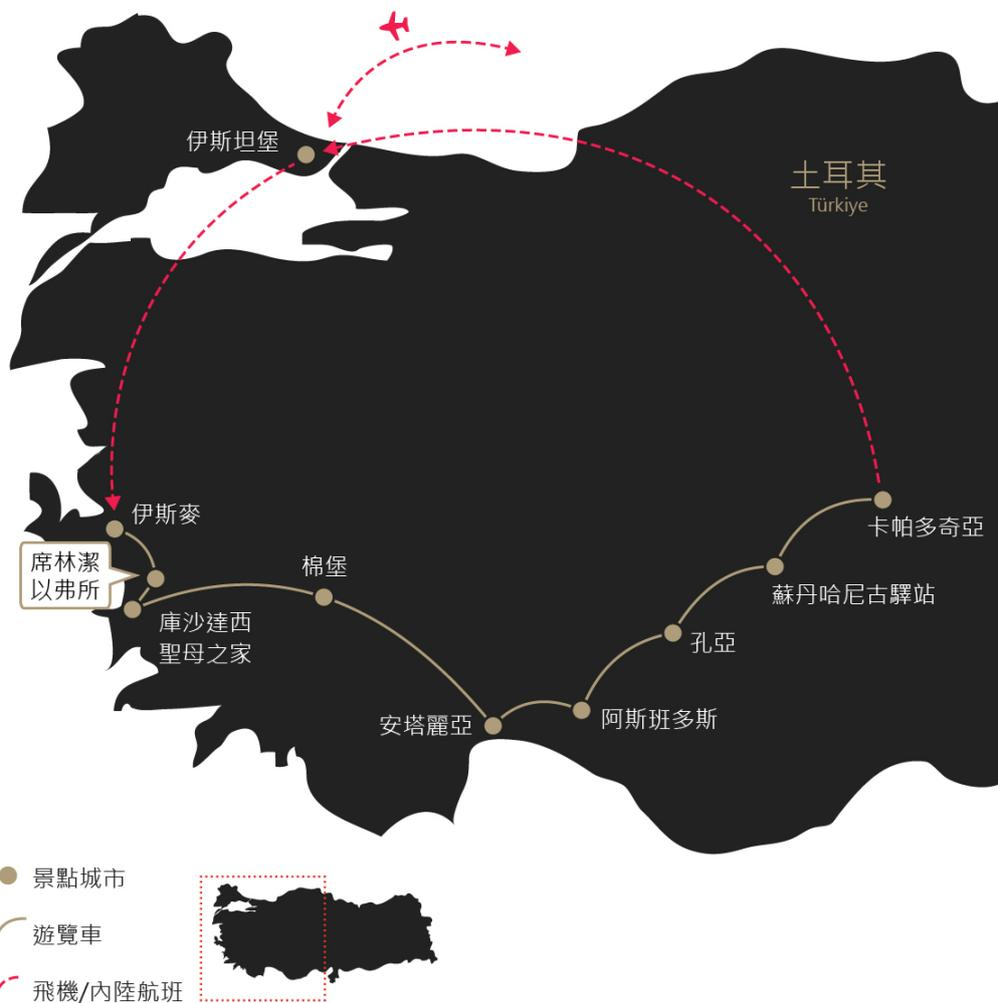 伊斯坦堡
土耳其
Türkiye
伊斯麥
卡帕多奇亞
席林潔
以弗所
棉堡
蘇丹哈尼古驛站
庫沙達西
聖母之家
孔亞
安塔麗亞
阿斯班多斯
景點城市
遊覽車
飛機/內陸航班